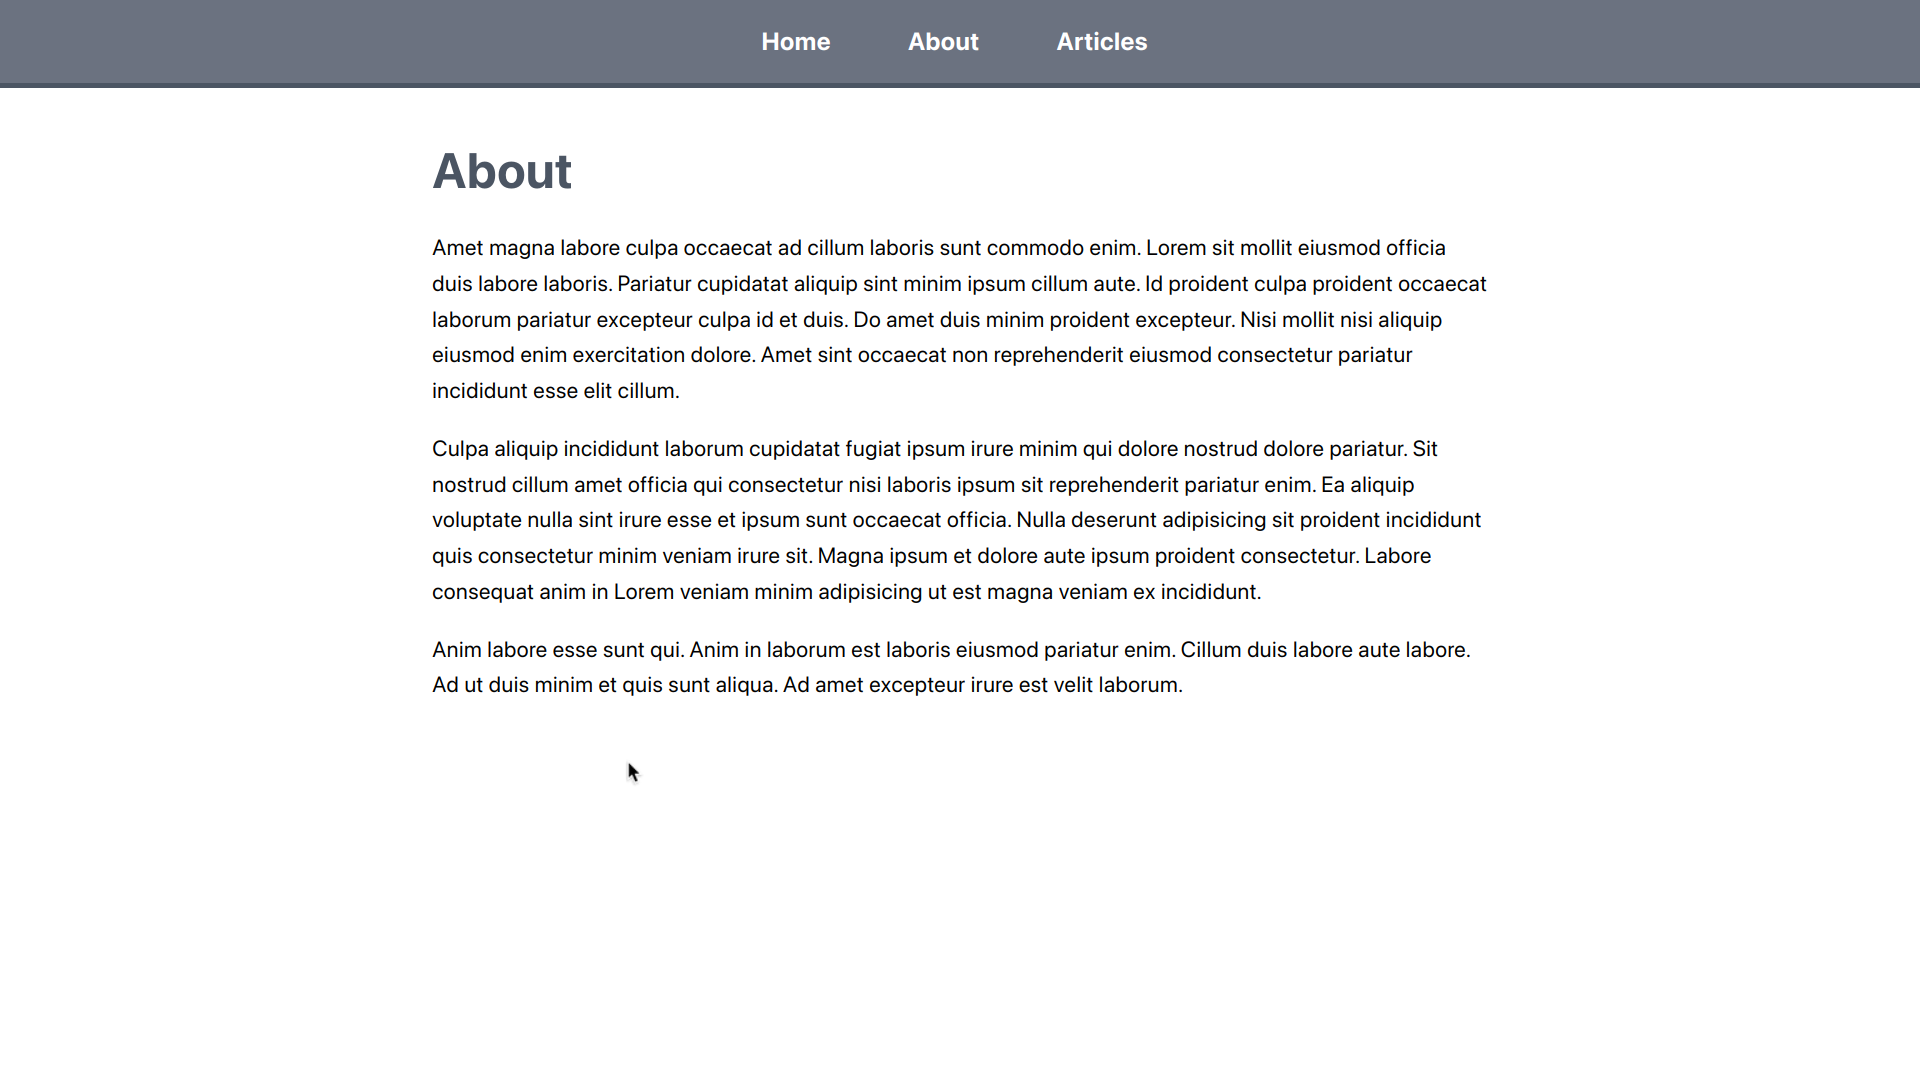 Home About Articles
About
Amet magna labore culpa occaecat ad cillum laboris sunt commodo enim. Lorem sit mollit eiusmod officia
duis labore laboris. Pariatur cupidatat aliquip sint minim ipsum cillum aute. Id proident culpa proident occaecat
laborum pariatur excepteur culpa id et duis. Do amet duis minim proident excepteur. Nisi mollit nisi aliquip
eiusmod enim exercitation dolore. Amet sint occaecat non reprehenderit eiusmod consectetur pariatur
incididunt esse elit cillum.
Culpa aliquip incididunt laborum cupidatat fugiat ipsum irure minim qui dolore nostrud dolore pariatur. Sit
nostrud cillum amet officia qui consectetur nisi laboris ipsum sit reprehenderit pariatur enim. Ea aliquip
voluptate nulla sint irure esse et ipsum sunt occaecat officia. Nulla deserunt adipisicing sit proident incididunt
quis consectetur minim veniam irure sit. Magna ipsum et dolore aute ipsum proident consectetur. Labore
consequat anim in Lorem veniam minim adipisicing ut est magna veniam ex incididunt.
Anim labore esse sunt qui. Anim in laborum est laboris eiusmod pariatur enim. Cillum duis labore aute labore.
Ad ut duis minim et quis sunt aliqua. Ad amet excepteur irure est velit laborum.